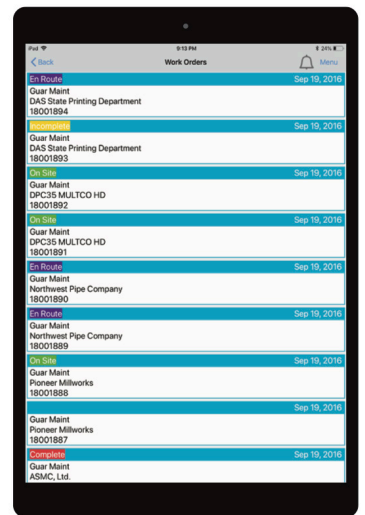 iPad 9:13 PM 24%
Back Work Orders Menu
En Route Sep 19, 2016
Guar Maint
DAS State Printing Department
18001894
Incomplete Sep 19, 2016
Guar Maint
DAS State Printing Department
18001893
On Site Sep 19, 2016
Guar Maint
DPC35 MULTCO HD
18001892
On Site Sep 19, 2016
Guar Maint
DPC35 MULTCO HD
18001891
En Route Sep 19, 2016
Guar Maint
Northwest Pipe Company
18001890
En Route Sep 19, 2016
Guar Maint
Northwest Pipe Company
18001889
On Site Sep 19, 2016
Guar Maint
Pioneer Millworks
18001888
Sep 19, 2016
Guar Maint
Pioneer Millworks
18001887
Complete Sep 19, 2016
Guar Maint
ASMC, Ltd.